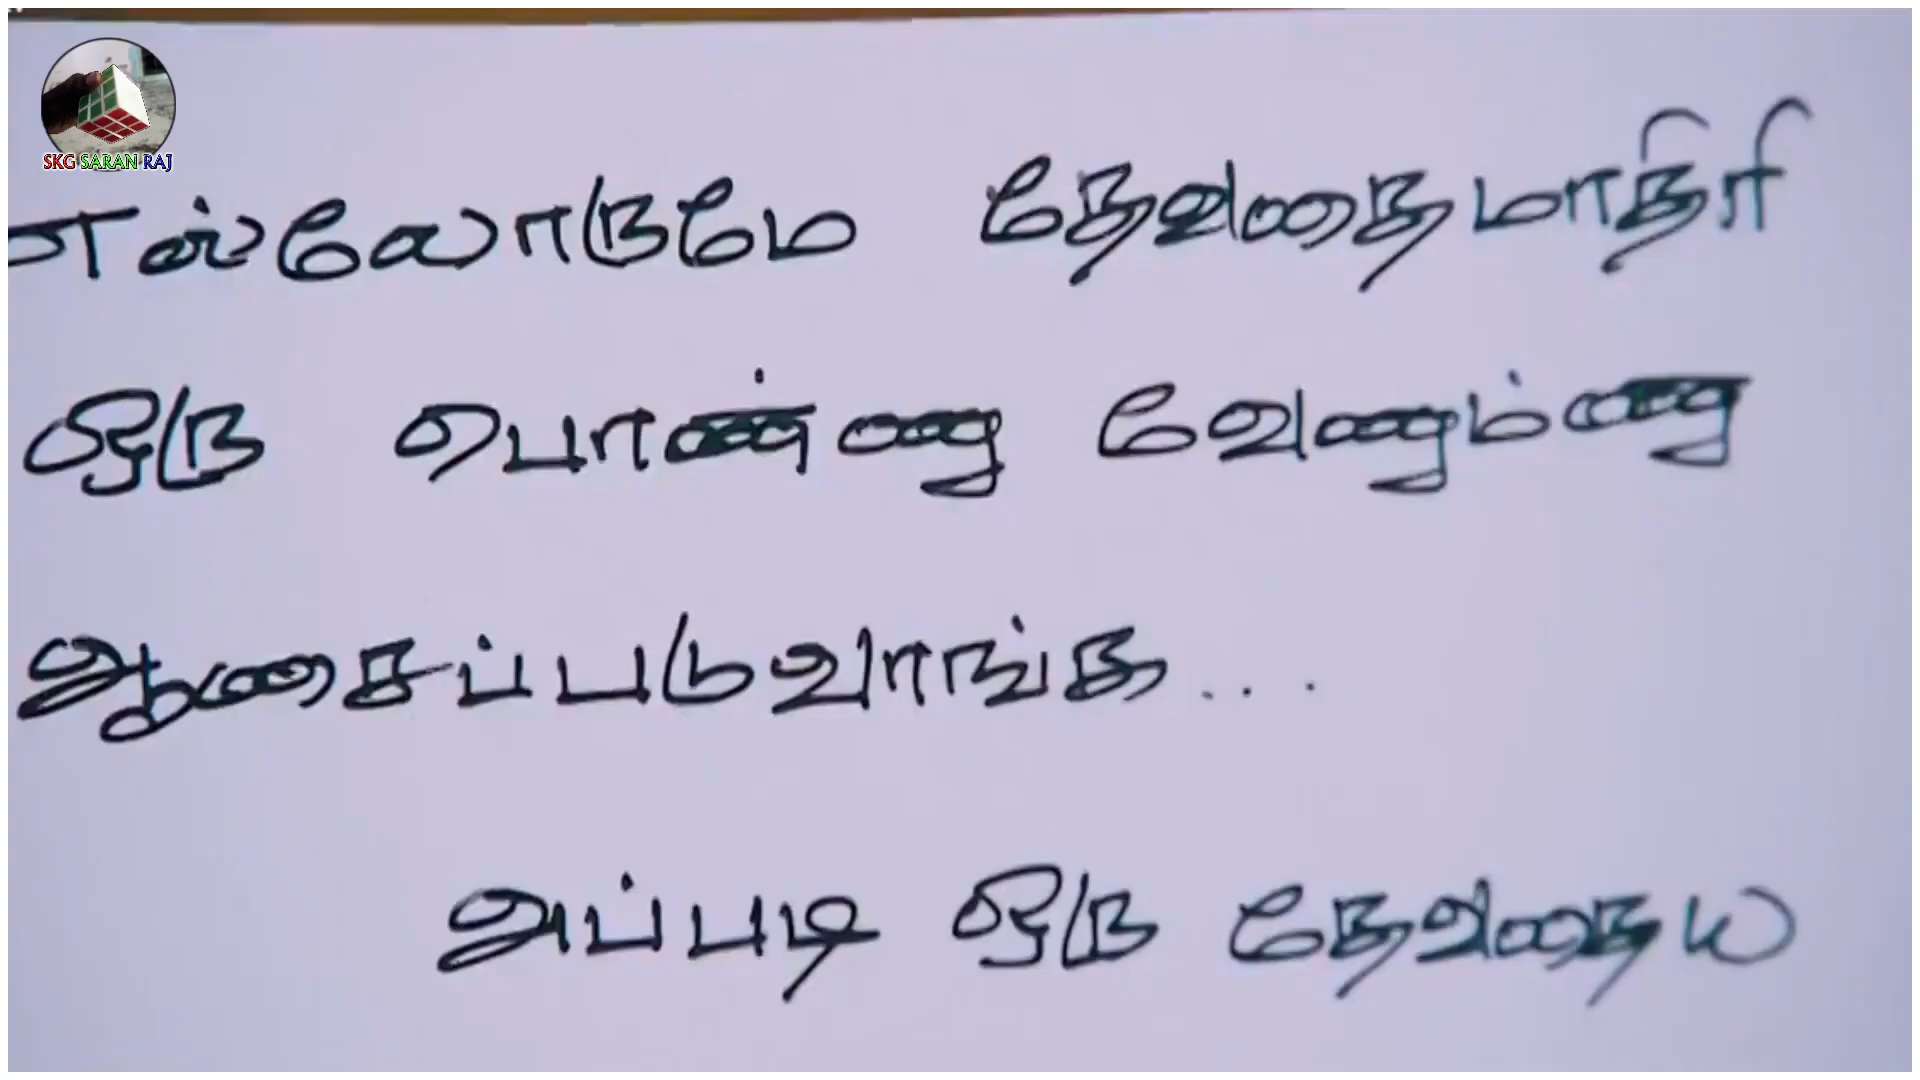 SKG SARAN RAJ
எல்லோருமே தேவதைமாதிரி
ஒரு பொண்ணு வேணும்ணு
ஆசைப்படுவாங்க...
அப்படி ஒரு தேவதைய